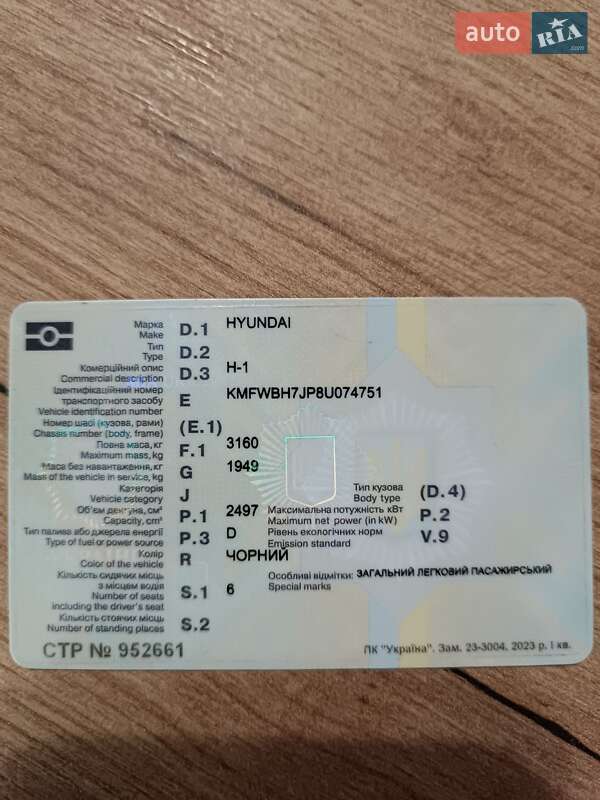 auto RIA .com
Марка
Make D.1 HYUNDAI
Тип
Type D.2
Комерційний опис
Commercial description D.3 H-1
Ідентифікаційний номер
транспортного засобу
Vehicle identification number E KMFWBH7JP8U074751
Номер шасі (кузова, рами)
Chassis number (body, frame) (E.1)
Повна маса, кг
Maximum mass, kg F.1 3160
Маса без навантаження, кг
Mass of the vehicle in service, kg G 1949
Категорія
Vehicle category J
Тип кузова
Body type (D.4)
Об'єм двигуна, см³
Capacity, cm³ P.1 2497
Максимальна потужність кВт
Maximum net power (in kW) P.2
Тип палива або джерела енергії
Type of fuel or power source P.3 D
Рівень екологічних норм
Emission standard V.9
Колір
Color of the vehicle R ЧОРНИЙ
Кількість сидячих місць
з місцем водія
Number of seats
including the driver's seat S.1 6
Особливі відмітки: ЗАГАЛЬНИЙ ЛЕГКОВИЙ ПАСАЖИРСЬКИЙ
Special marks
Кількість стоячих місць
Number of standing places S.2
СТР № 952661
ПК "Україна". Зам. 23-3004. 2023 р. І кв.